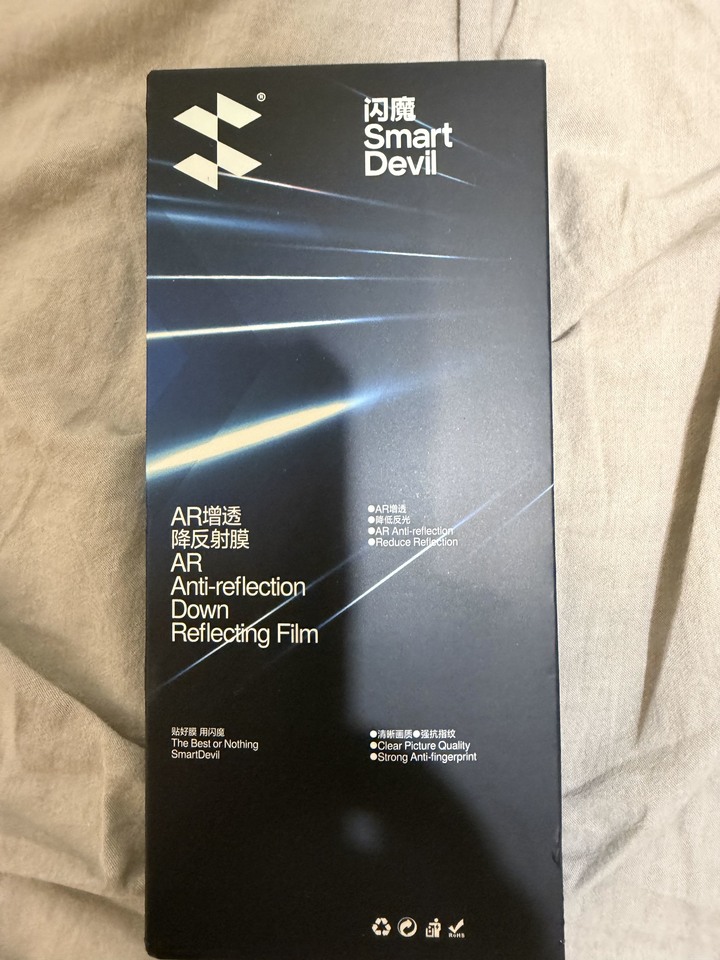 ®
闪魔
Smart
Devil
AR增透
降反射膜
AR
Anti-reflection
Down
Reflecting Film
●AR增透
●降低反光
●AR Anti-reflection
●Reduce Reflection
贴好膜 用闪魔
The Best or Nothing
SmartDevil
●清晰画质●强抗指纹
●Clear Picture Quality
●Strong Anti-fingerprint
RoHS